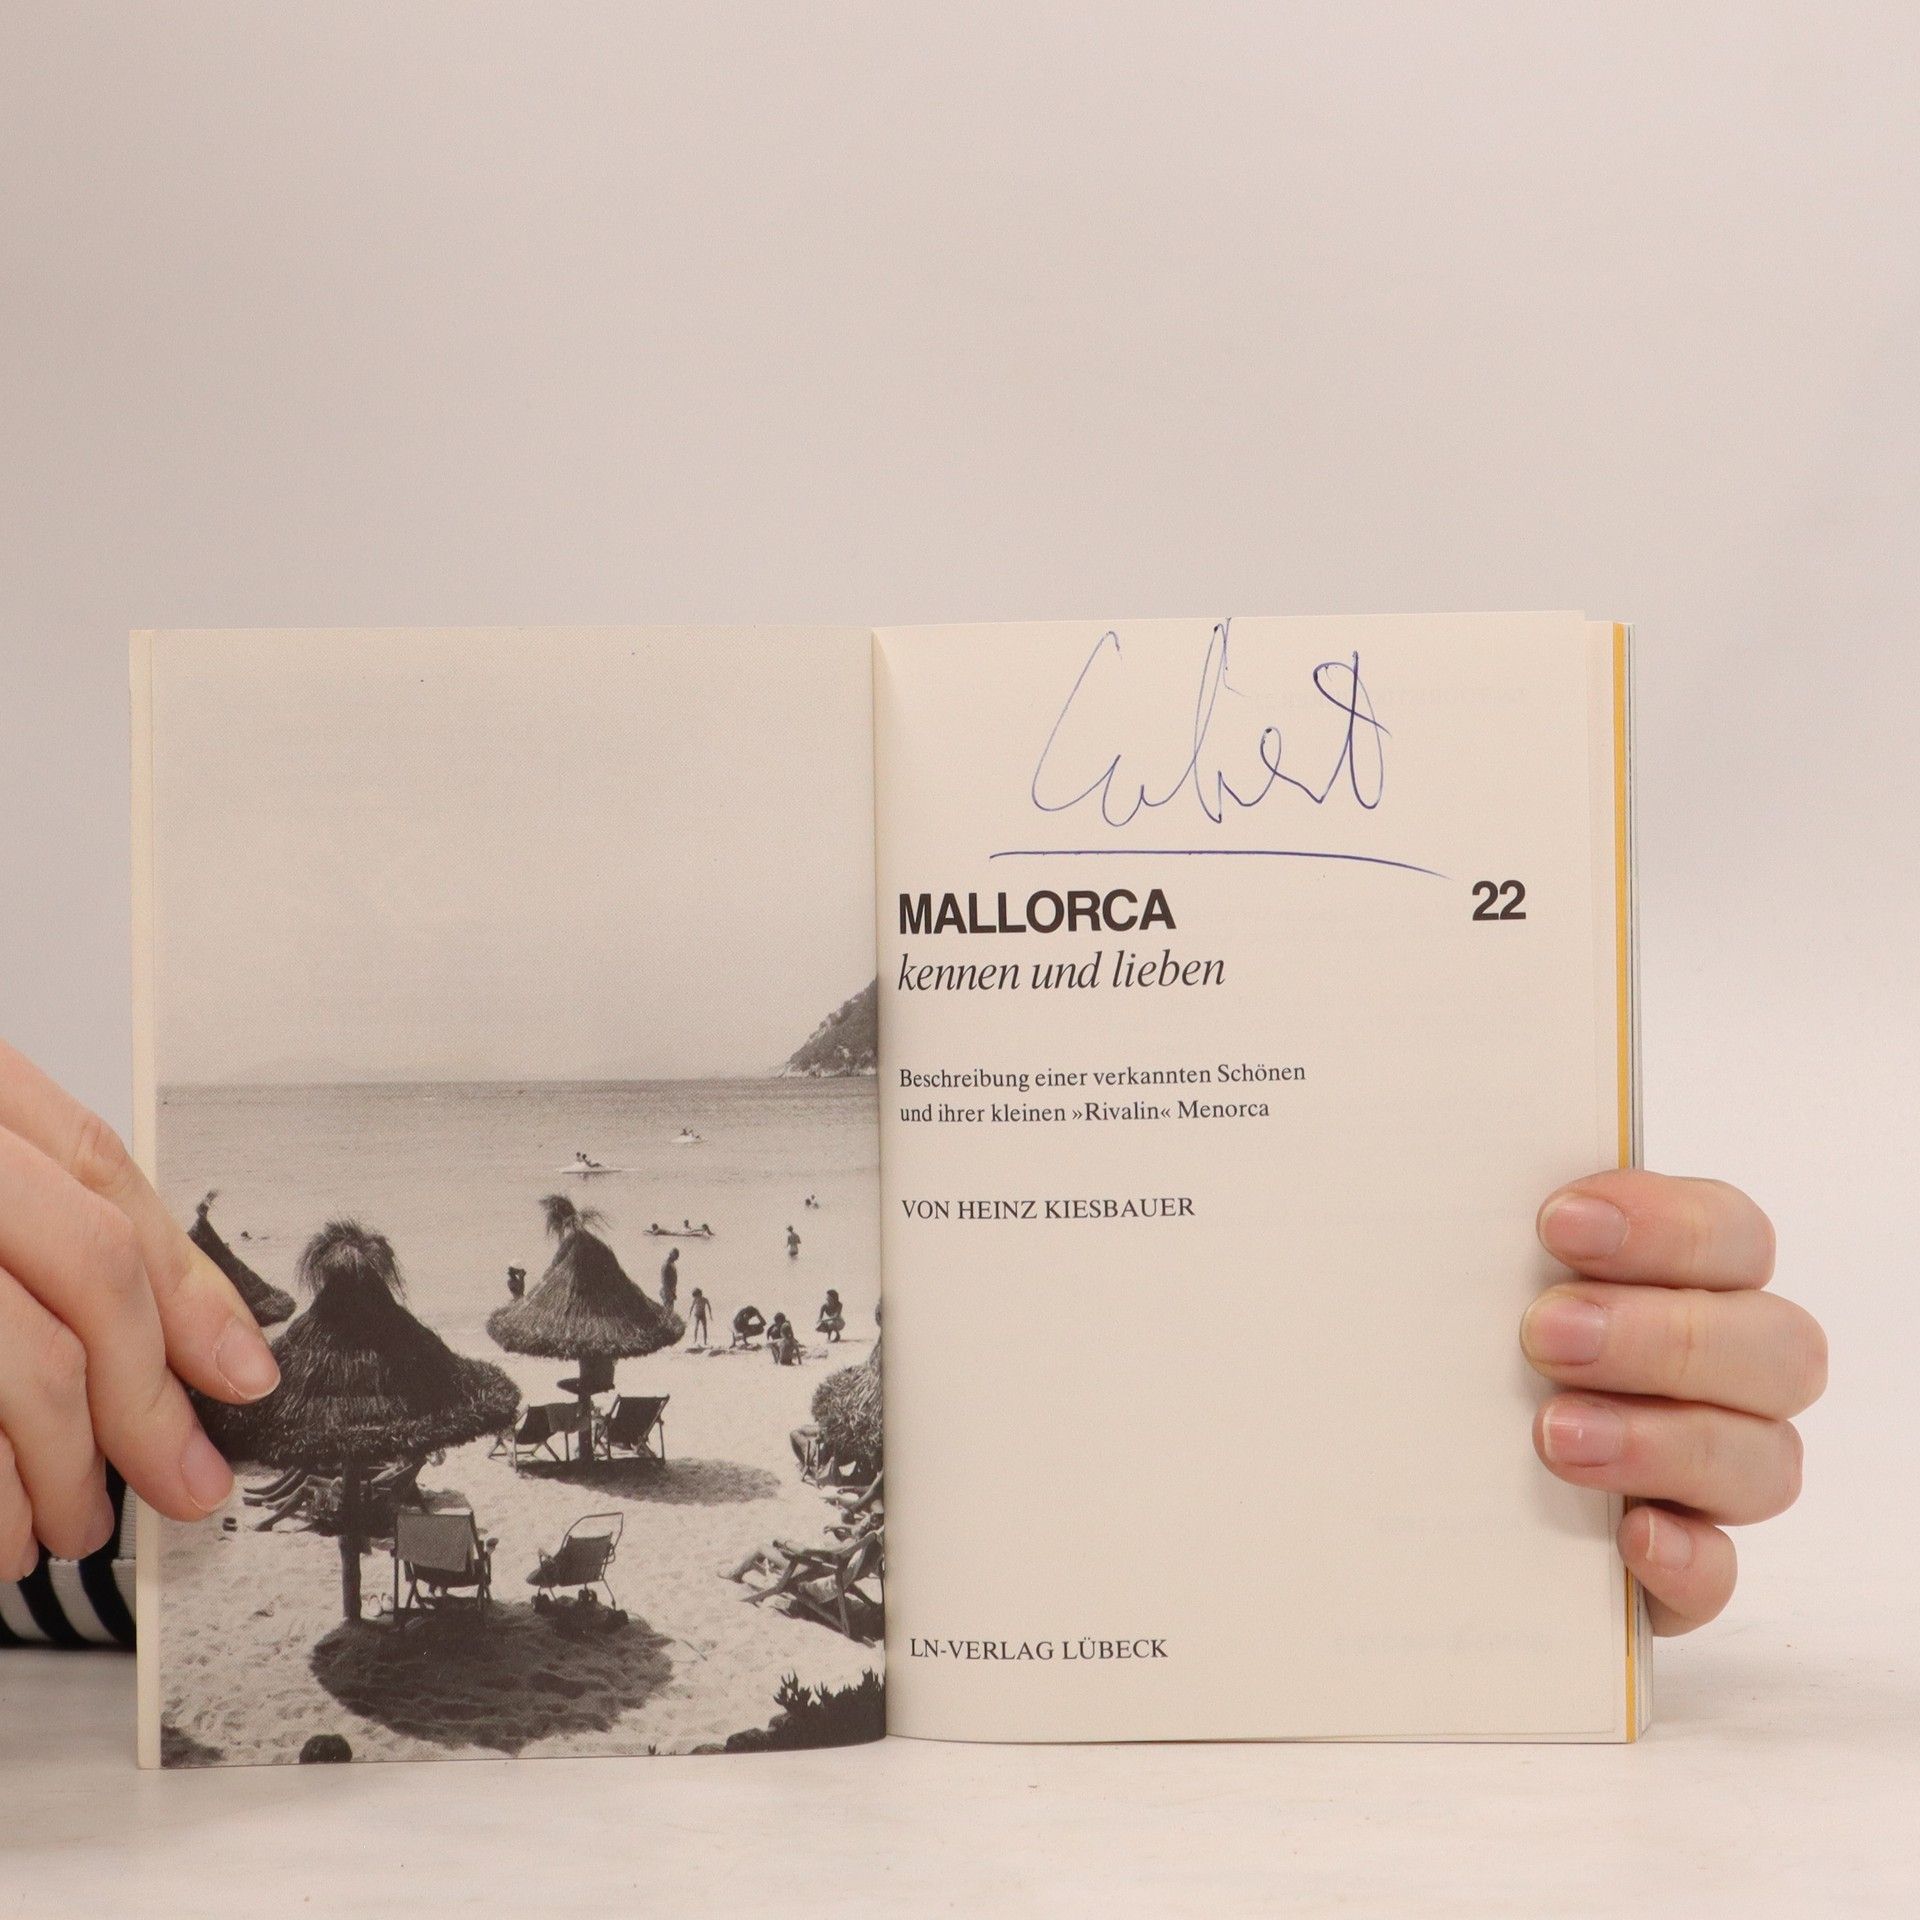 MALLORCA 22
kennen und lieben
Beschreibung einer verkannten Schönen
und ihrer kleinen »Rivalin« Menorca
VON HEINZ KIESBAUER
LN-VERLAG LÜBECK